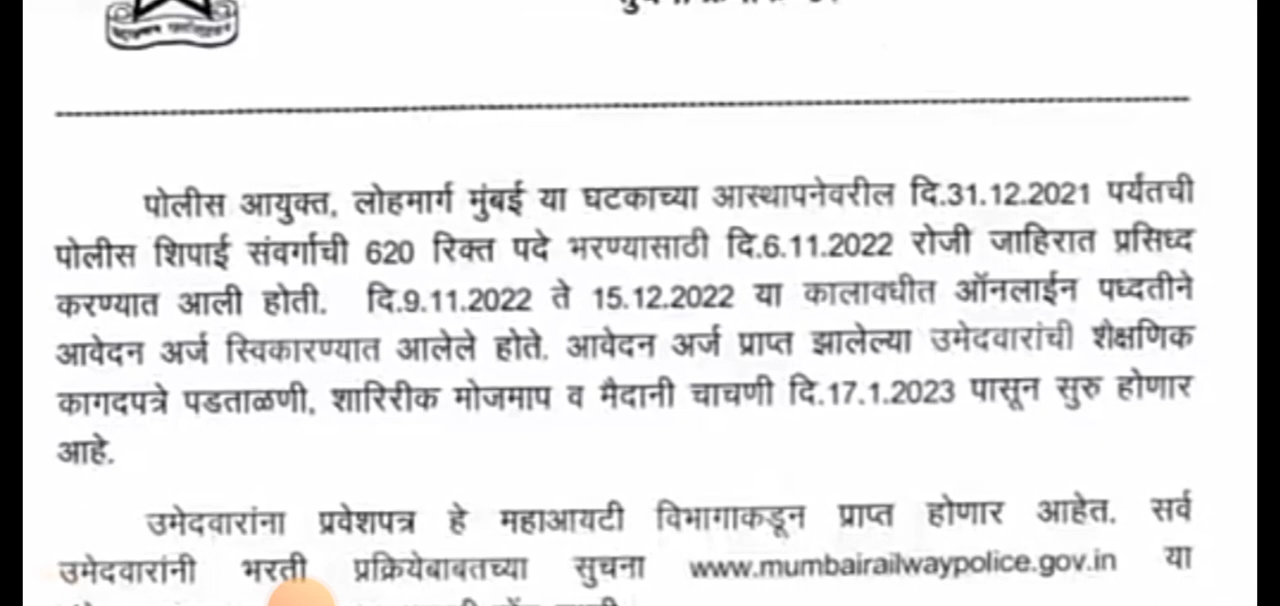 पोलीस आयुक्त, लोहमार्ग मुंबई या घटकाच्या आस्थापनेवरील दि.31.12.2021 पर्यंतची
पोलीस शिपाई संवर्गाची 620 रिक्त पदे भरण्यासाठी दि.6.11.2022 रोजी जाहिरात प्रसिध्द
करण्यात आली होती. दि.9.11.2022 ते 15.12.2022 या कालावधीत ऑनलाईन पध्दतीने
आवेदन अर्ज स्विकारण्यात आलेले होते. आवेदन अर्ज प्राप्त झालेल्या उमेदवारांची शैक्षणिक
कागदपत्रे पडताळणी, शारिरीक मोजमाप व मैदानी चाचणी दि.17.1.2023 पासून सुरु होणार
आहे.
उमेदवारांना प्रवेशपत्र हे महाआयटी विभागाकडून प्राप्त होणार आहेत. सर्व
उमेदवारांनी भरती प्रक्रियेबाबतच्या सुचना www.mumbairailwaypolice.gov.in या